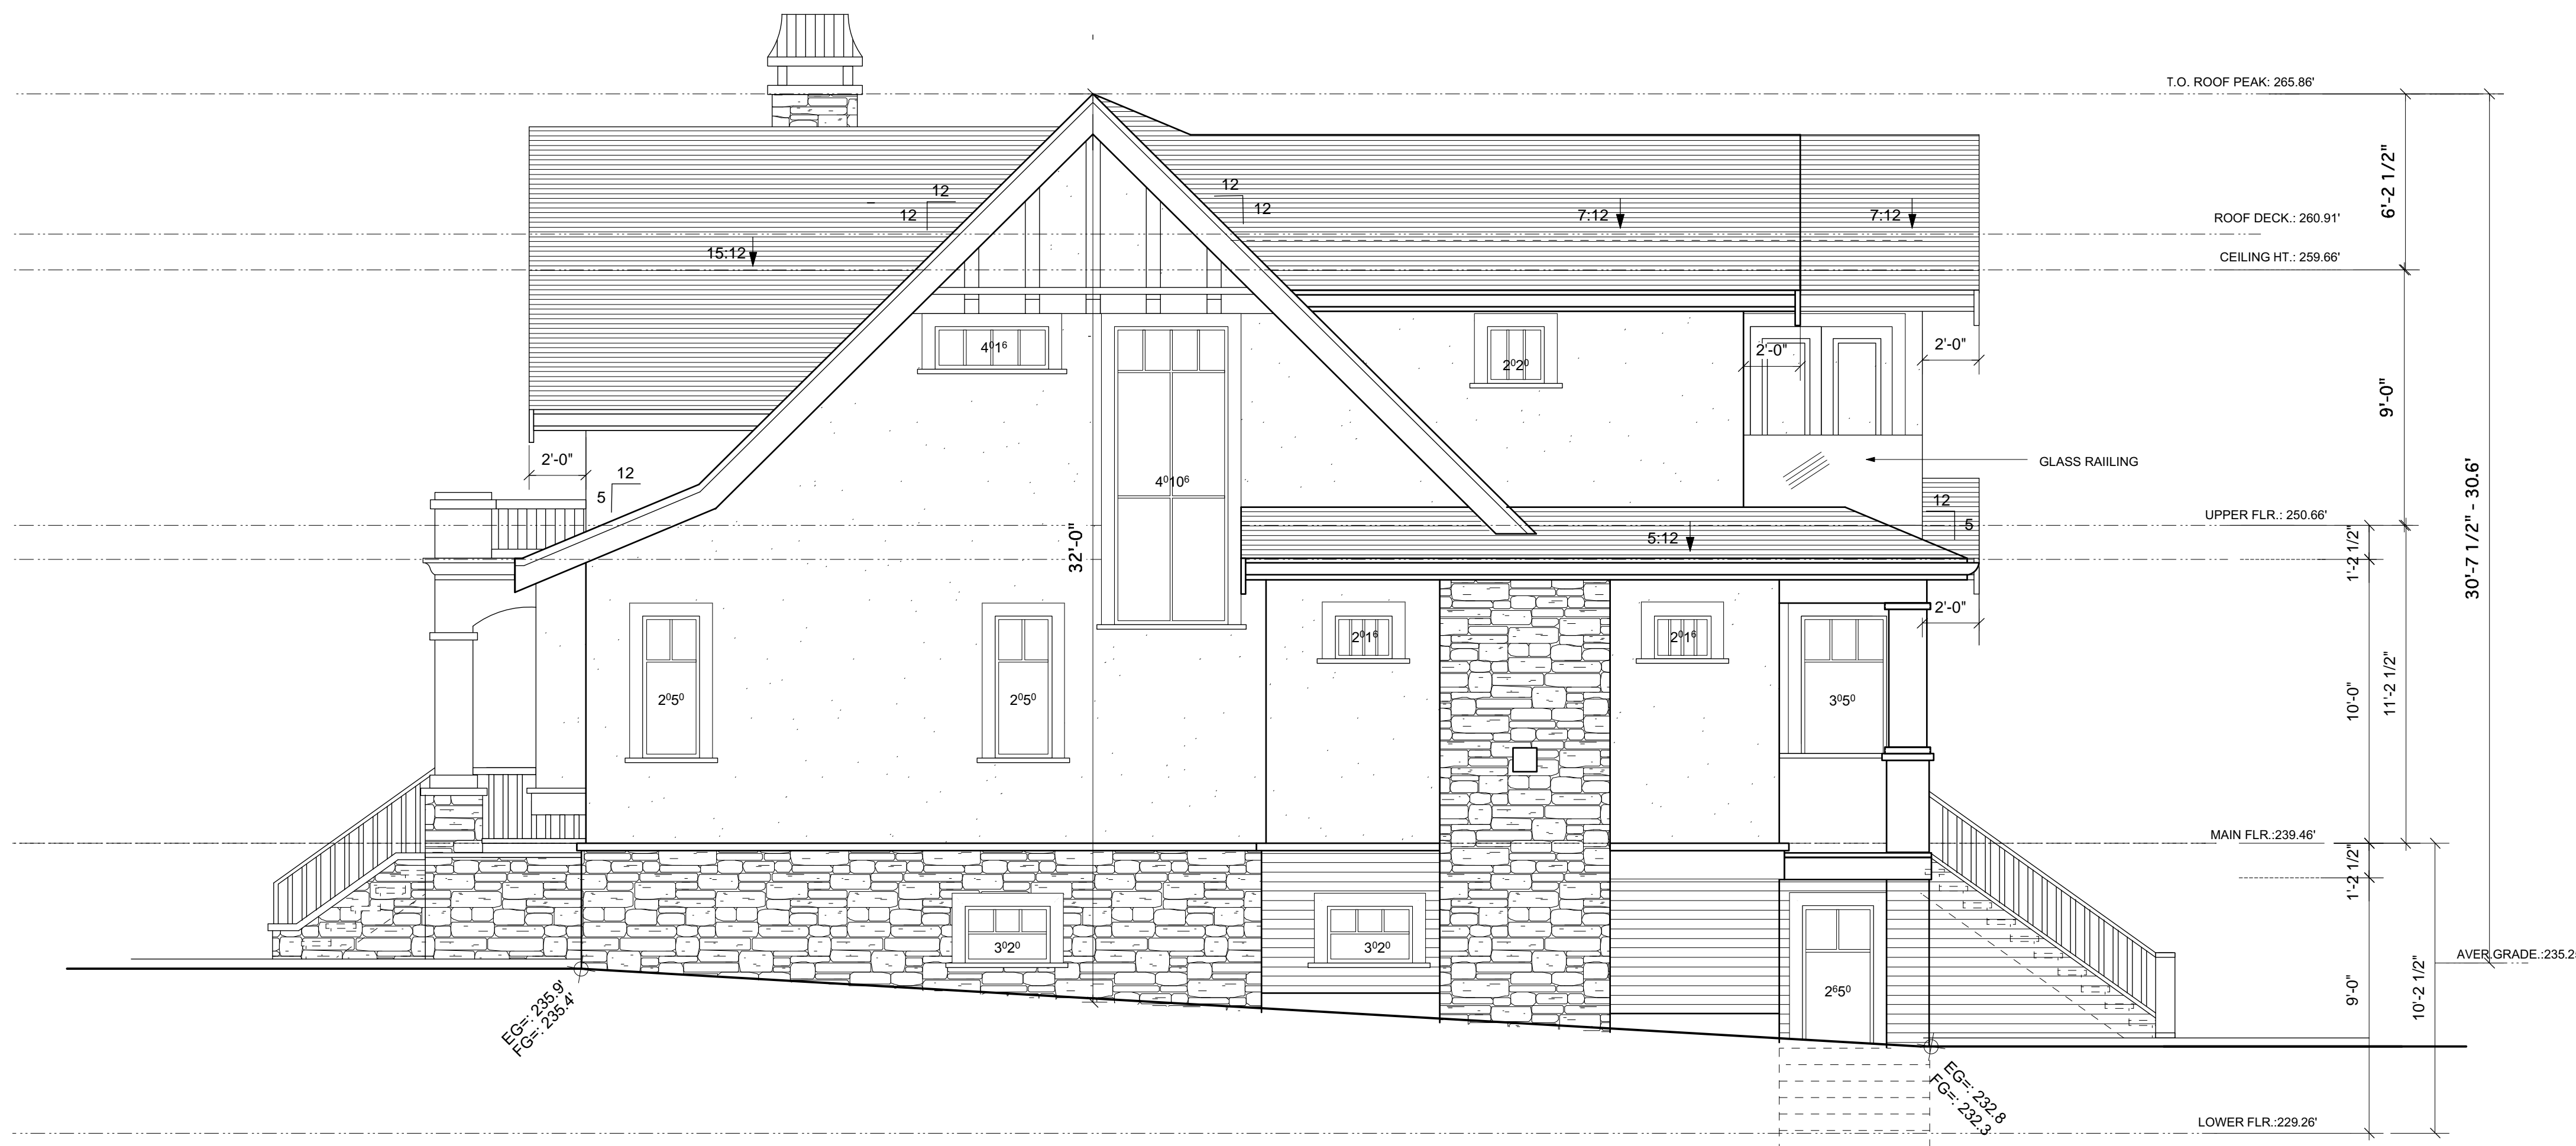 T.O. ROOF PEAK: 265.86'
12
12
12
12
7:12
7:12
15:12
6'-2 1/2"
ROOF DECK.: 260.91'
CEILING HT.: 259.66'
4⁰1⁶
2⁰2⁰
2'-0"
2'-0"
9'-0"
2'-0"
12
5
4⁰10⁶
GLASS RAIILING
30'-7 1/2" - 30.6'
12
5
UPPER FLR.: 250.66'
32'-0"
5:12
1'-2 1/2"
2'-0"
2⁰1⁶
2⁰1⁶
2⁰5⁰
2⁰5⁰
3⁰5⁰
10'-0"
11'-2 1/2"
MAIN FLR.:239.46'
1'-2 1/2"
3⁰2⁰
3⁰2⁰
AVER.GRADE.:235.2
2⁶5⁰
9'-0"
10'-2 1/2"
EG=: 235.9'
FG=: 235.4'
EG=: 232.8
FG=: 232.3
LOWER FLR.:229.26'